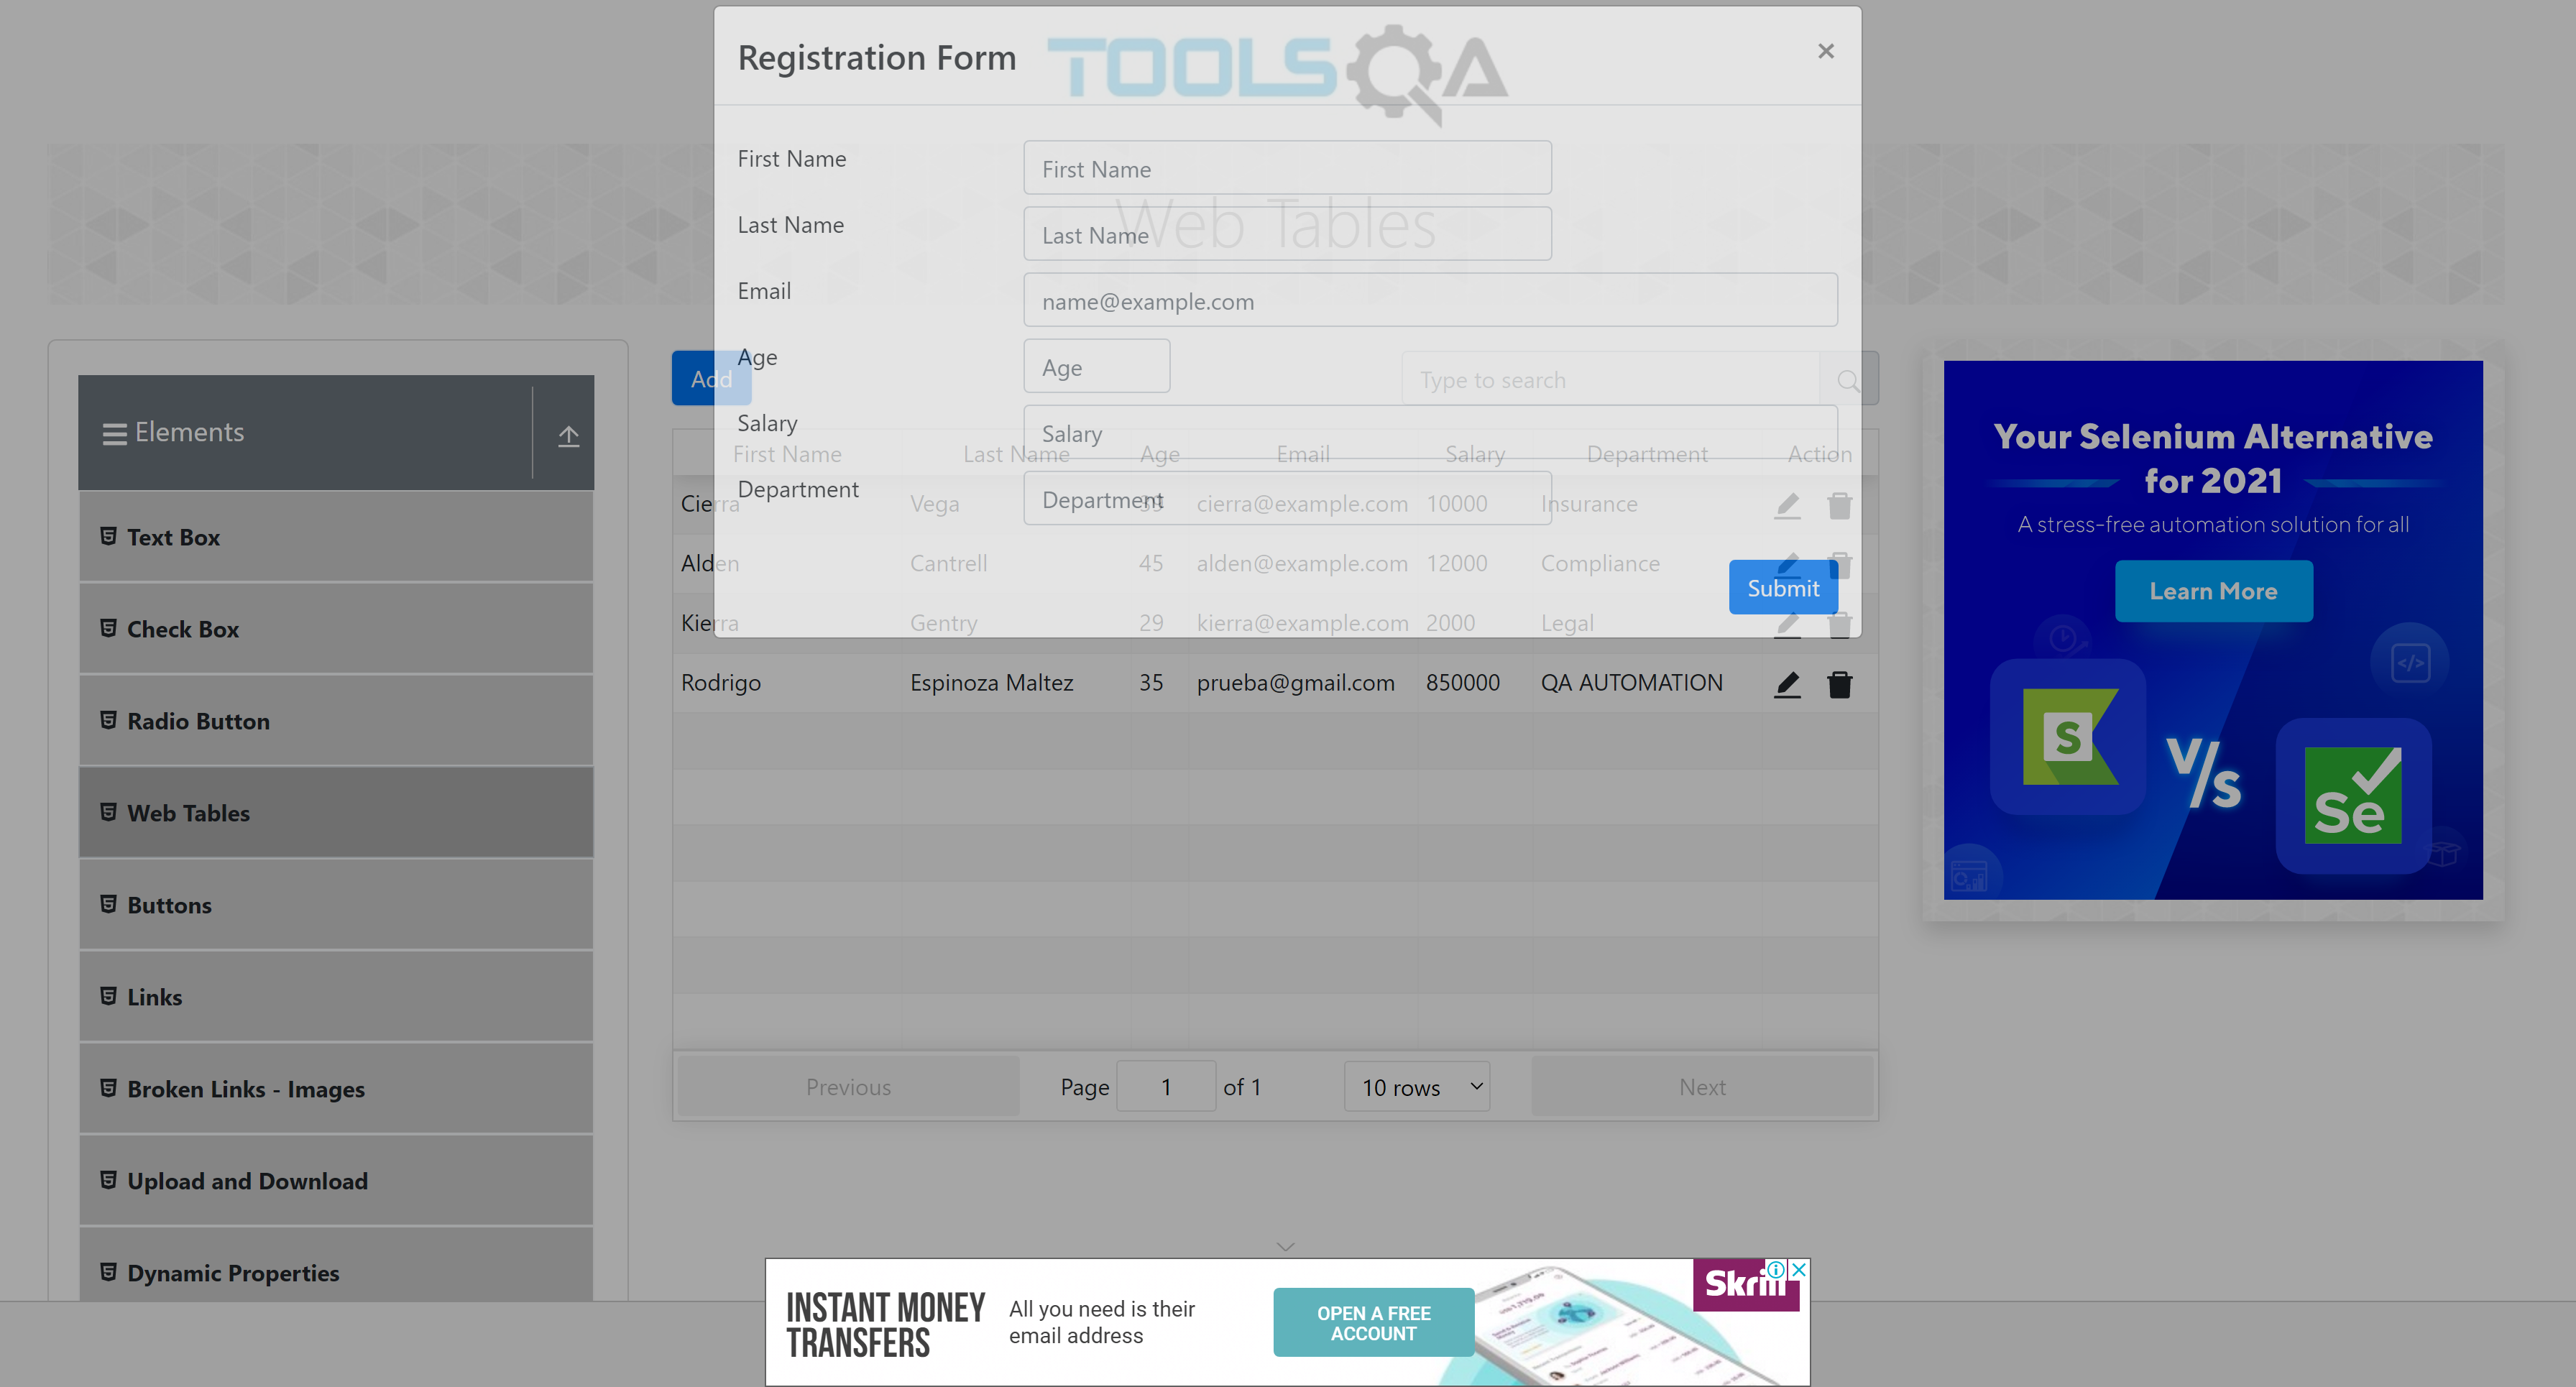 Registration Form
TOOLSQA
First Name
First Name
Last Name
Last Name
Web Tables
Email
name@example.com
Age
Age
Salary
Salary
Department
Department
Submit
Elements
Text Box
Check Box
Radio Button
Web Tables
Buttons
Links
Broken Links - Images
Upload and Download
Dynamic Properties
Add
Type to search
First Name Last Name Age Email Salary Department Action
Cierra Vega 39 cierra@example.com 10000 Insurance
Alden Cantrell 45 alden@example.com 12000 Compliance
Kierra Gentry 29 kierra@example.com 2000 Legal
Rodrigo Espinoza Maltez 35 prueba@gmail.com 850000 QA AUTOMATION
Previous Page 1 of 1 10 rows Next
Your Selenium Alternative
for 2021
A stress-free automation solution for all
Learn More
</>
S
V/s
Se
INSTANT MONEY
TRANSFERS
All you need is their
email address
OPEN A FREE
ACCOUNT
Skrill